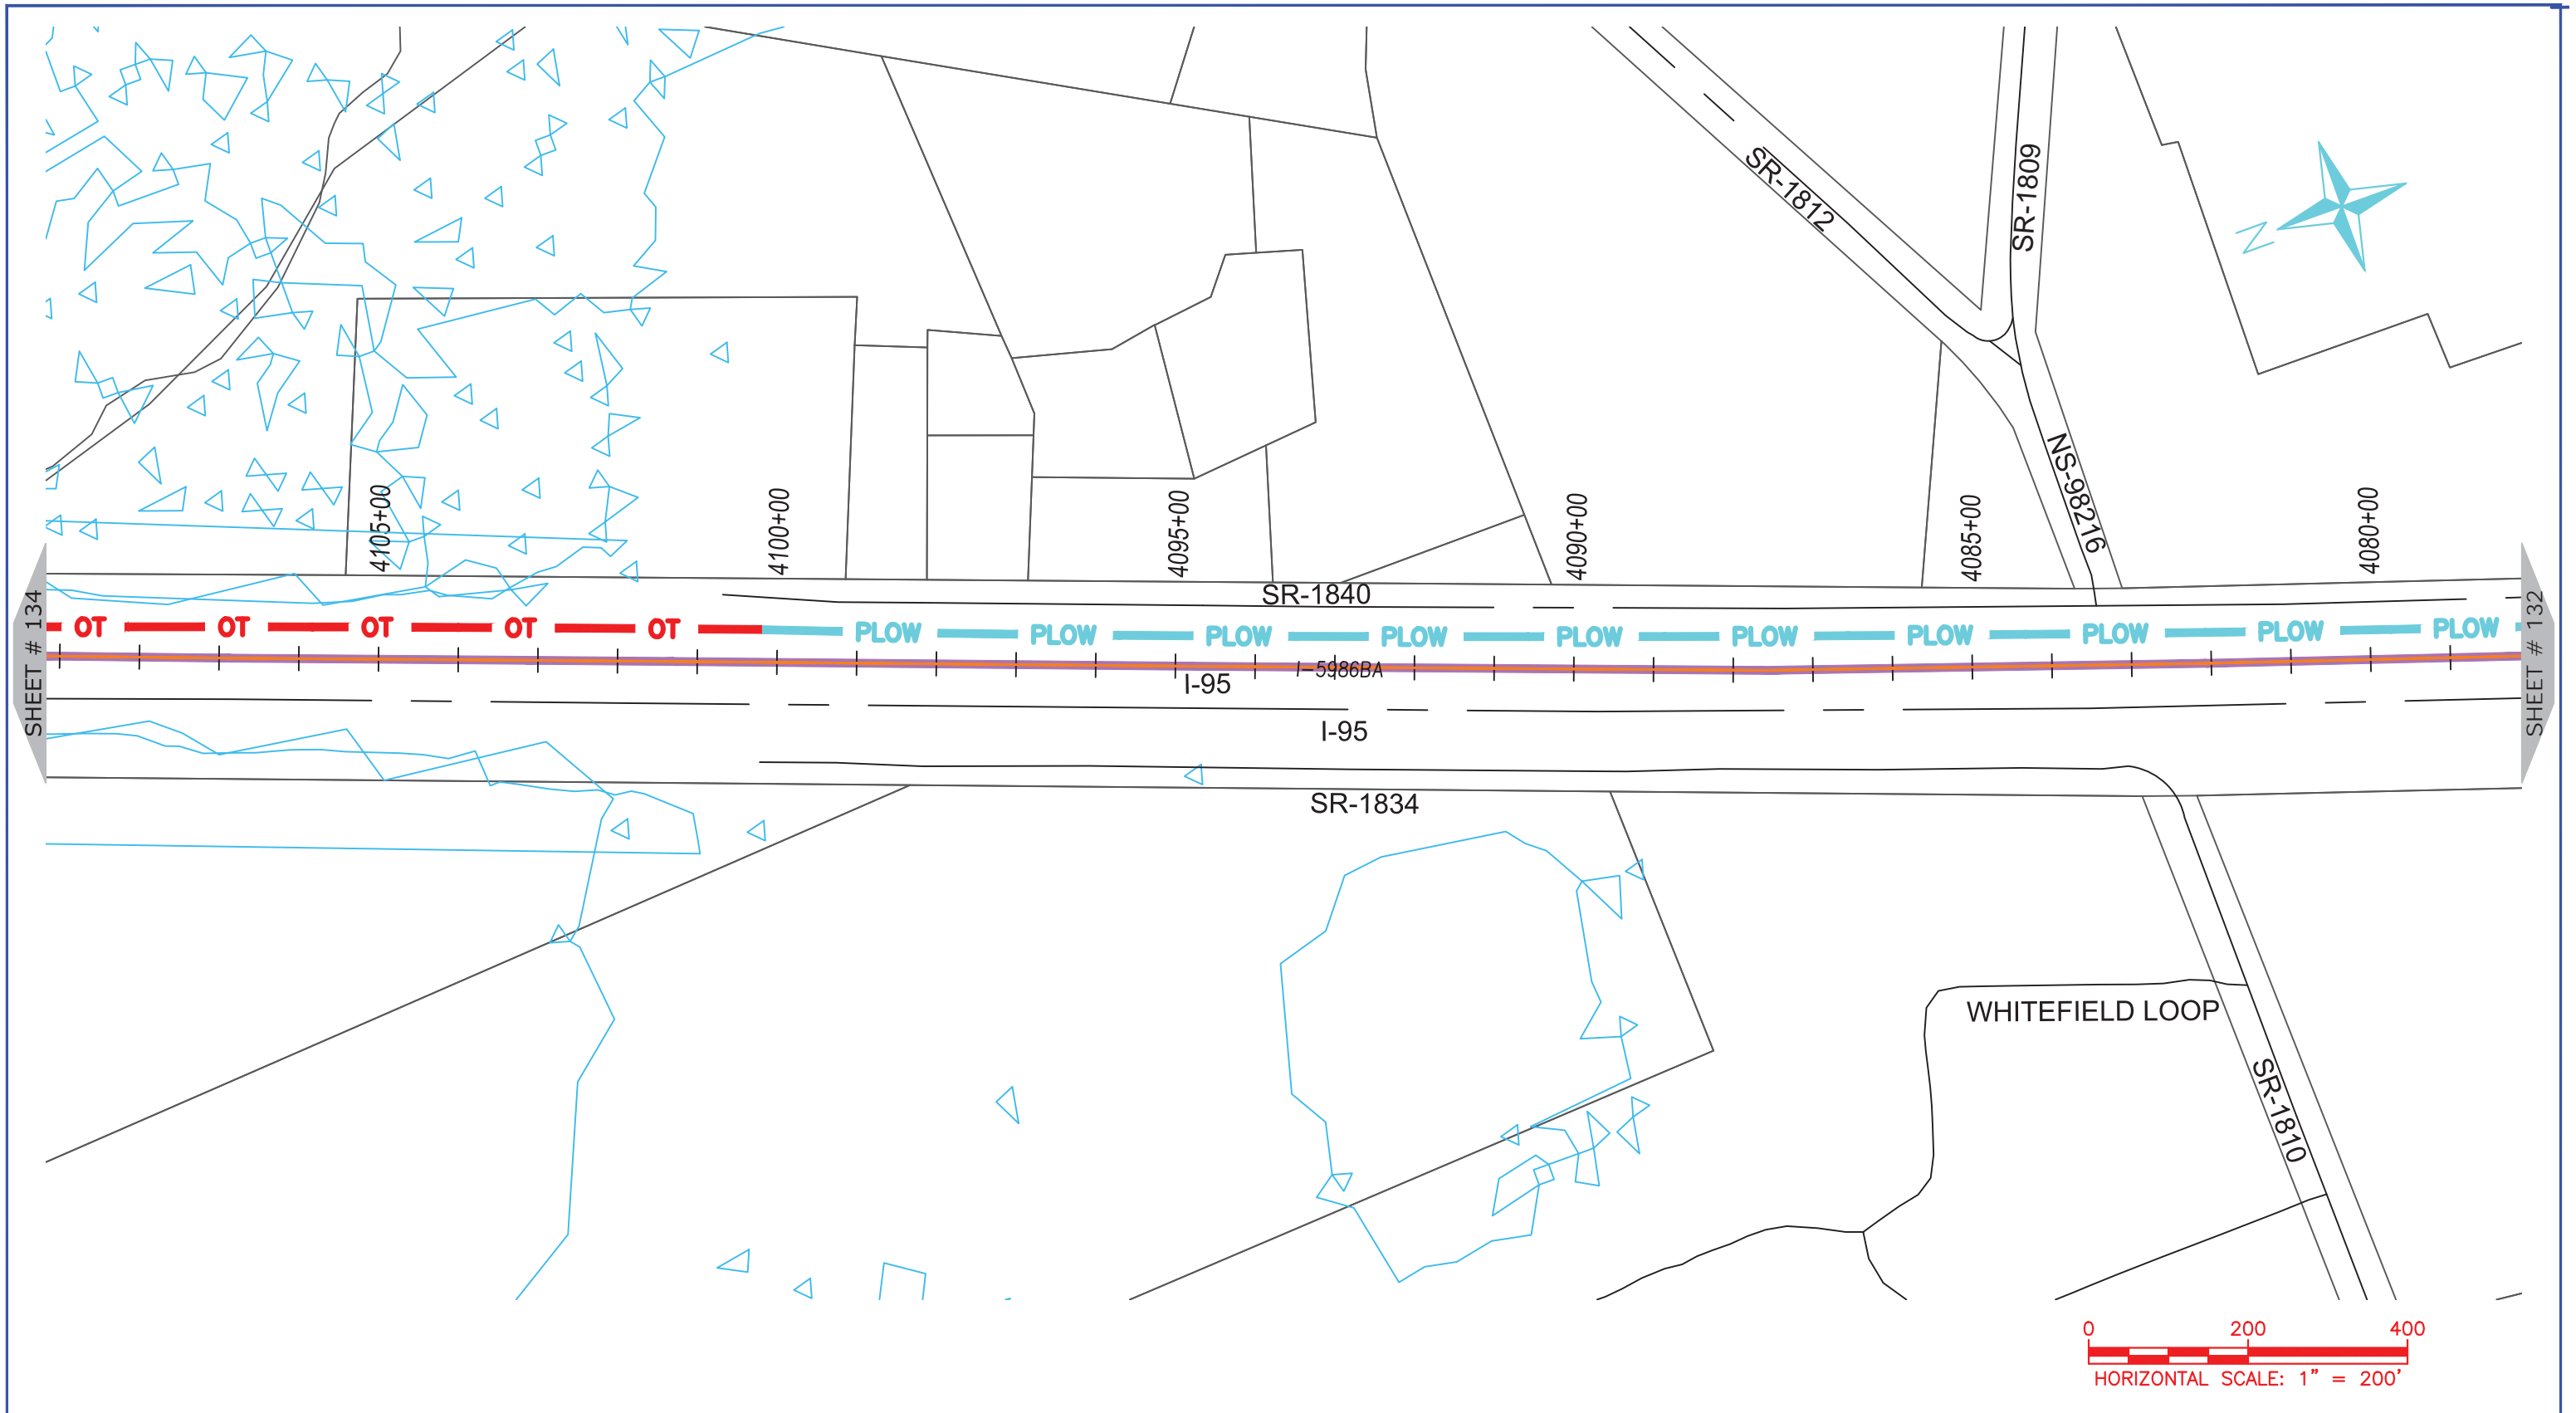 SR-1812
SR-1809
N
NS-98216
4105+00
4100+00
4095+00
4090+00
4085+00
4080+00
SR-1840
SHEET # 134
OT OT OT OT OT PLOW PLOW PLOW PLOW PLOW PLOW PLOW PLOW PLOW PLOW
SHEET # 132
I-5986BA
I-95
I-95
SR-1834
WHITEFIELD LOOP
SR-1810
0 200 400
HORIZONTAL SCALE: 1" = 200'